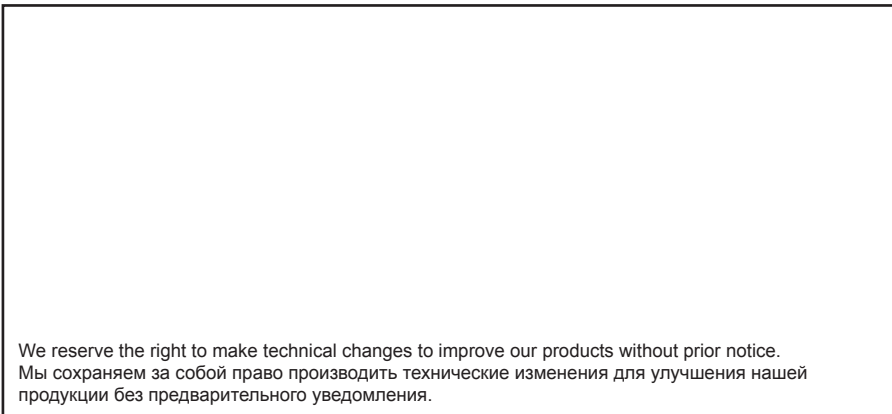 We reserve the right to make technical changes to improve our products without prior notice.
Мы сохраняем за собой право производить технические изменения для улучшения нашей
продукции без предварительного уведомления.